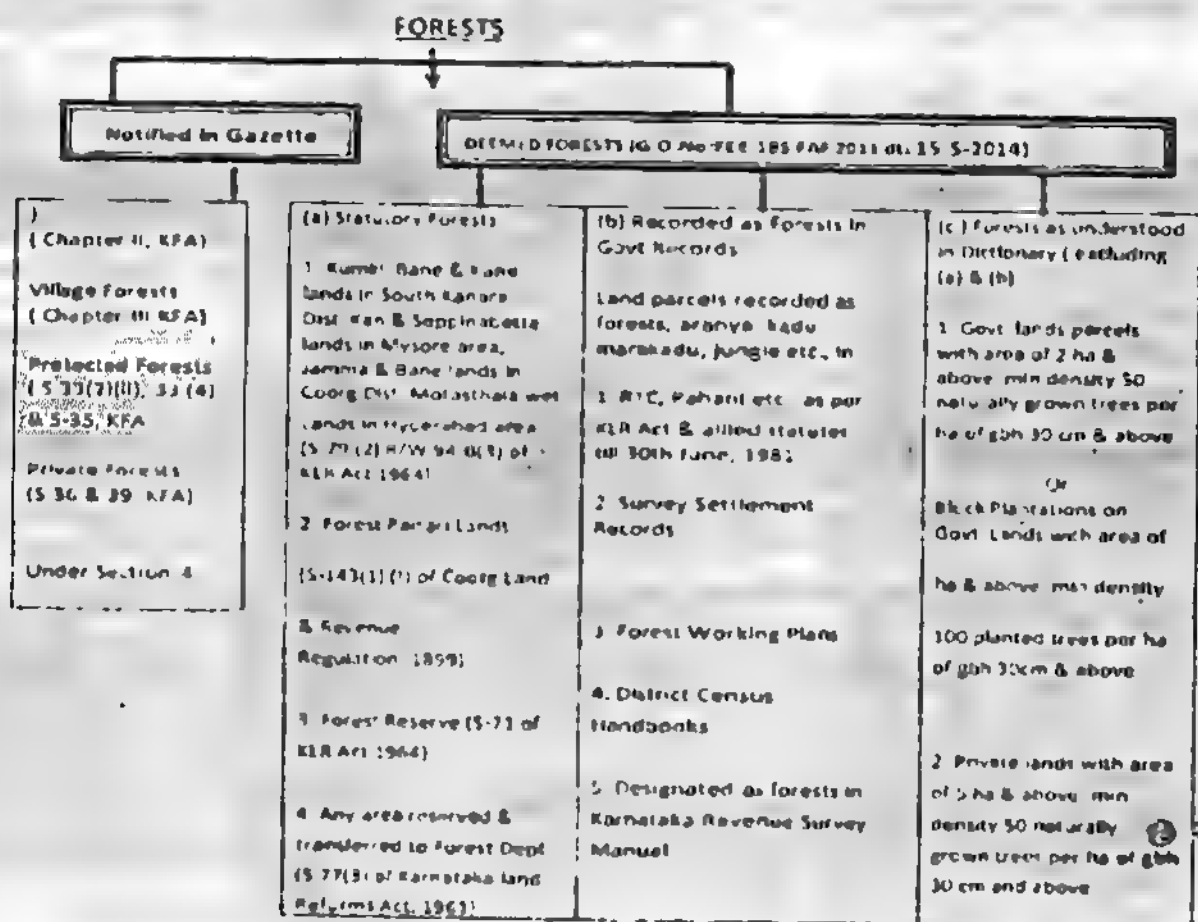 FORESTS
Notified in Gazette
DEEMED FORESTS (G.O. No FEE 185 FAF 2011 dt. 15-5-2014)
)
( Chapter II, KFA)
Village Forests
( Chapter III KFA)
Protected Forests
( S 33(2)(ii), 33 (4)
& S-35, KFA
Private Forests
(S 36 & 39 KFA)
Under Section 4
(a) Statutory Forests
1 Kumki Bane & Kane
lands in South Kanara
Dist Kan & Soppinabetta
lands in Mysore area,
Jamma & Bane lands in
Coorg Dist Motasthala wet
Lands in Hyderabad area
(S 79 (2) R/W 94 of
KLR Act 1964)
2 Forest Lands
(S-143(1) of Coorg Land
& Revenue
Regulation 1899)
3 Forest Reserve (S-71 of
KLR Act 1964)
4 Any area reserved &
transferred to Forest Dept
(S 77(3) of Karnataka land
Reforms Act, 1961)
(b) Recorded as Forests in
Govt Records
Land parcels recorded as
forests, aranya kadu
marakadu, jungle etc., in
1 RTC, Pahani etc as per
KLR Act & allied statutes
till 30th June, 1981
2 Survey Settlement
Records
3 Forest Working Plans
4. District Census
Handbooks
5 Designated as forests in
Karnataka Revenue Survey
Manual
(c) Forests as understood
in Dictionary ( excluding
(a) & (b)
1 Govt lands parcels
with area of 2 ha &
above min density 50
naturally grown trees per
ha of gbh 30 cm & above
Or
Block Plantations on
Govt Lands with area of
ha & above min density
100 planted trees per ha
of gbh 30cm & above
2 Private lands with area
of 5 ha & above min
density 50 naturally
grown trees per ha of gbh
30 cm and above